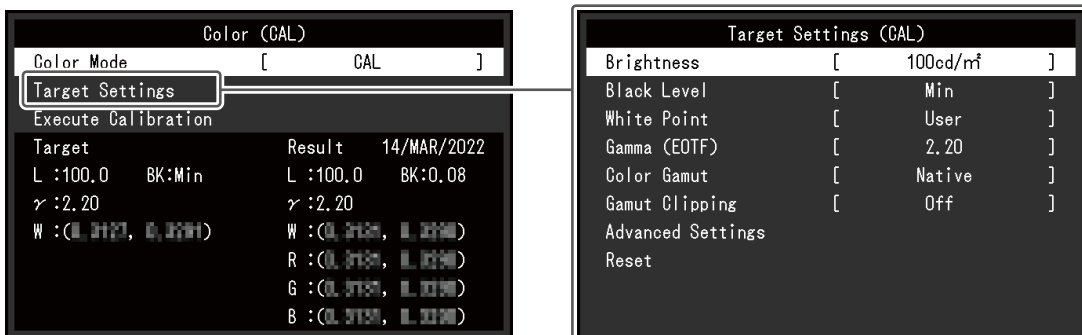 Color (CAL)
Color Mode [ CAL ]
Target Settings
Execute Calibration
Target Result 14/MAR/2022
L :100.0 BK:Min L :100.0 BK:0.08
γ :2.20 γ :2.20
W :( , ) W :( , )
R :( , )
G :( , )
B :( , )
Target Settings (CAL)
Brightness [ 100cd/㎡ ]
Black Level [ Min ]
White Point [ User ]
Gamma (EOTF) [ 2.20 ]
Color Gamut [ Native ]
Gamut Clipping [ Off ]
Advanced Settings
Reset